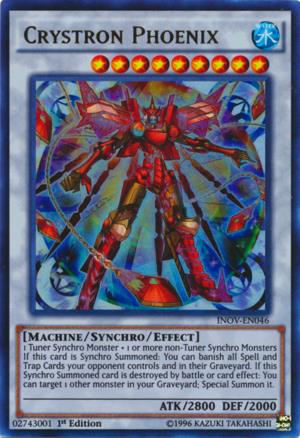 CRYSTRON PHOENIX
WATER
水
INOV-EN046
[MACHINE/SYNCHRO/EFFECT]
1 Tuner Synchro Monster + 1 or more non-Tuner Synchro Monsters
If this card is Synchro Summoned: You can banish all Spell and
Trap Cards your opponent controls and in their Graveyard. If this
Synchro Summoned card is destroyed by battle or card effect: You
can target 1 other monster in your Graveyard; Special Summon it.
ATK/2800 DEF/2000
02743001 1st Edition ©1996 KAZUKI TAKAHASHI